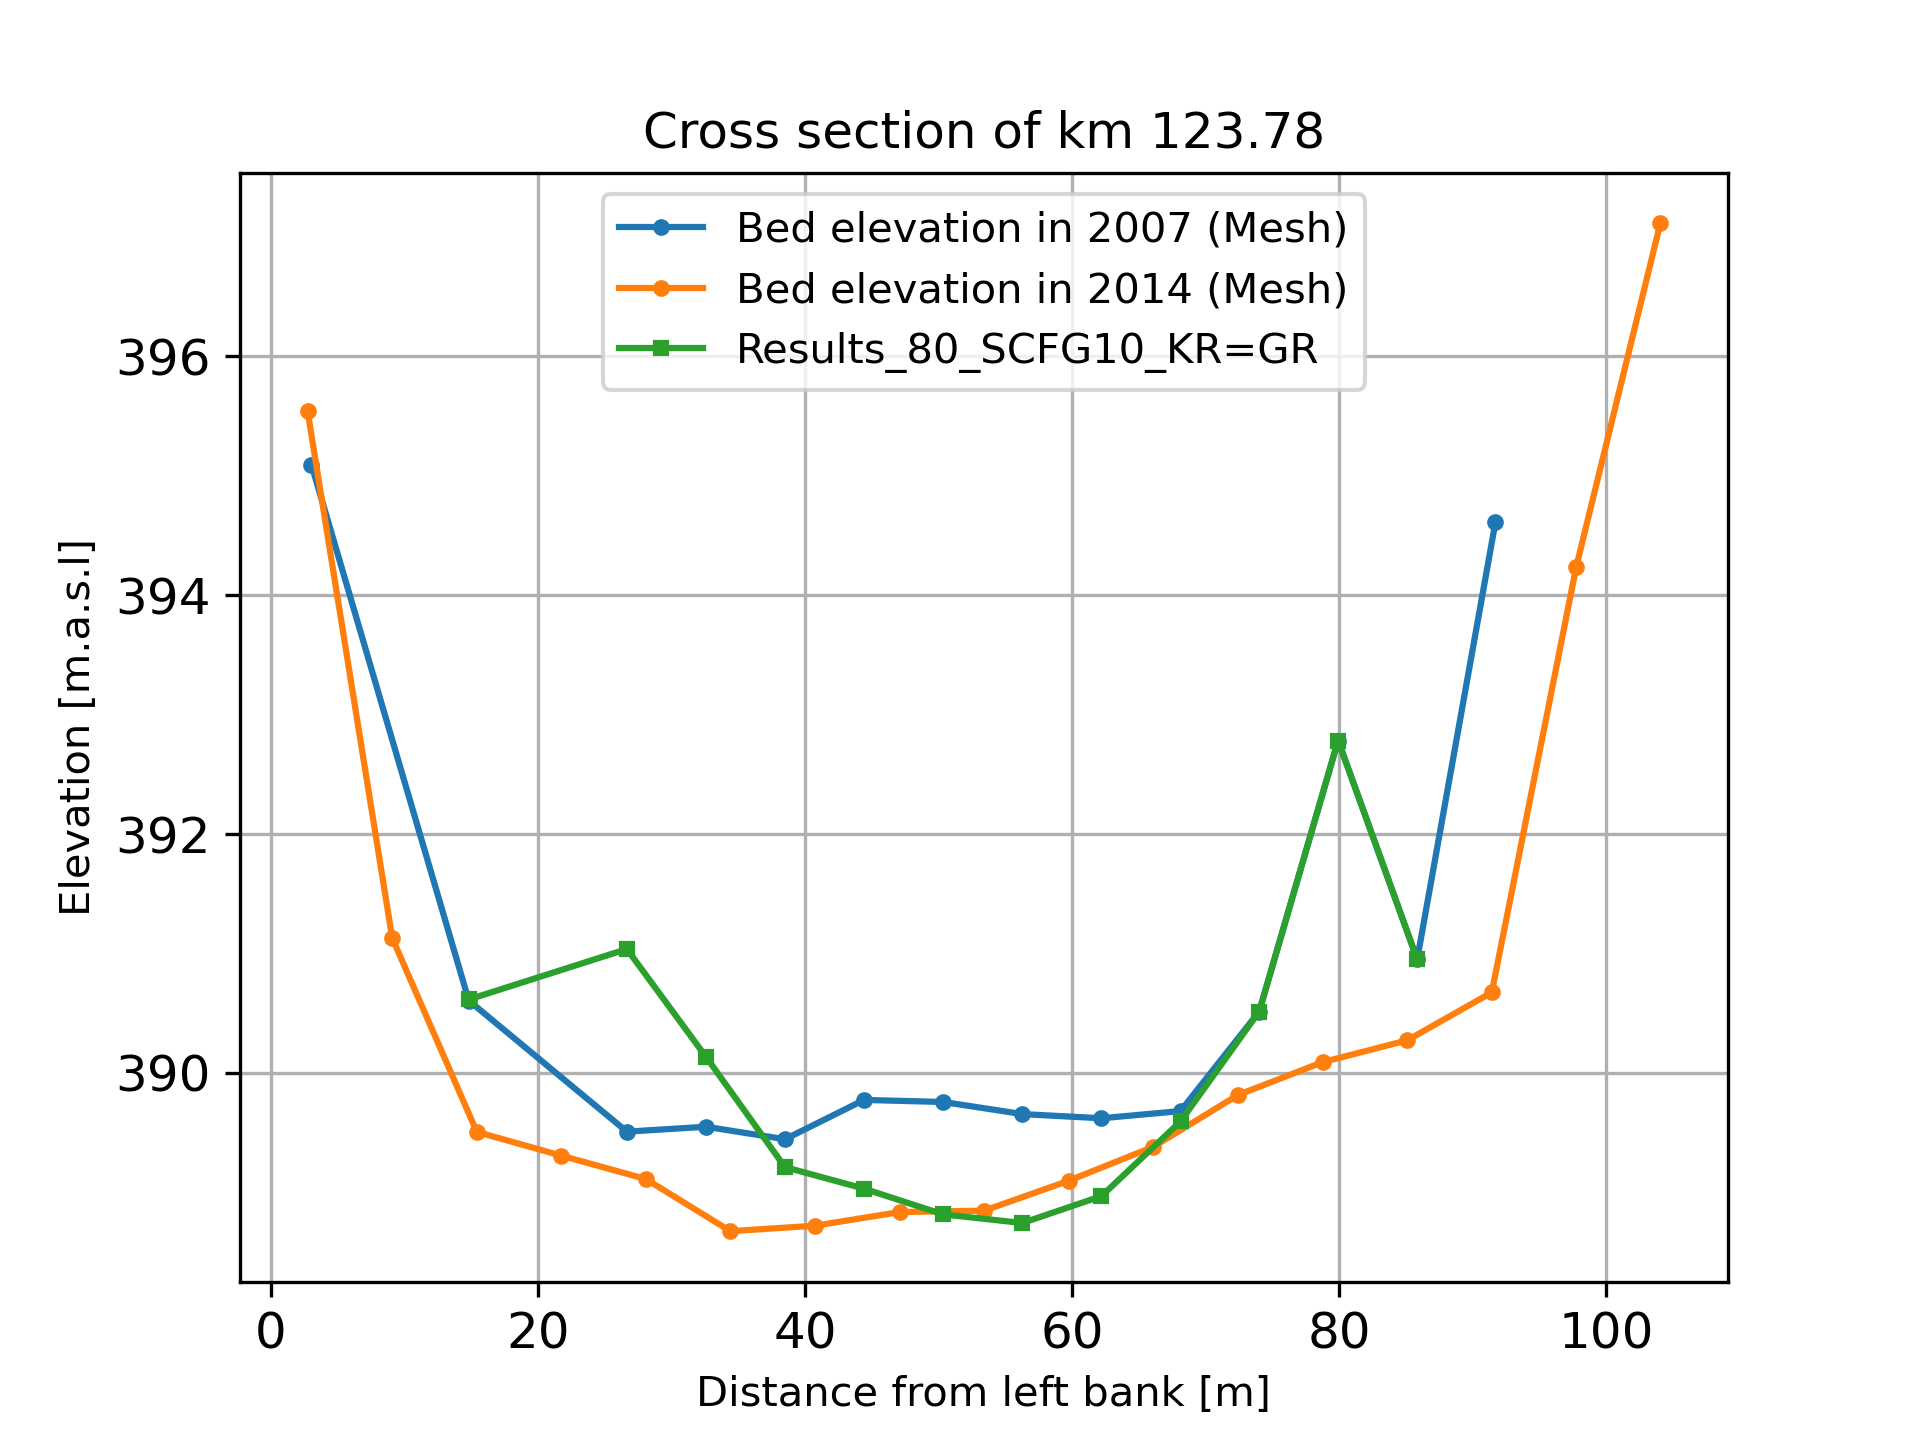 Cross section of km 123.78
Bed elevation in 2007 (Mesh)
Bed elevation in 2014 (Mesh)
Results_80_SCFG10_KR=GR
396
394
392
390
Elevation [m.a.s.l]
0 20 40 60 80 100
Distance from left bank [m]